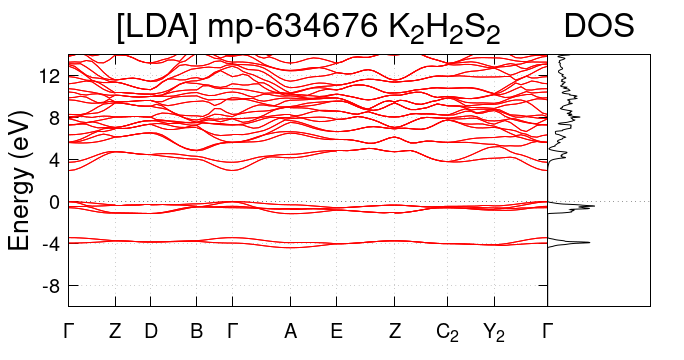 [LDA] mp-634676 K₂H₂S₂ DOS
Energy (eV)
12
8
4
0
-4
-8
Γ Z D B Γ A E Z C₂ Y₂ Γ